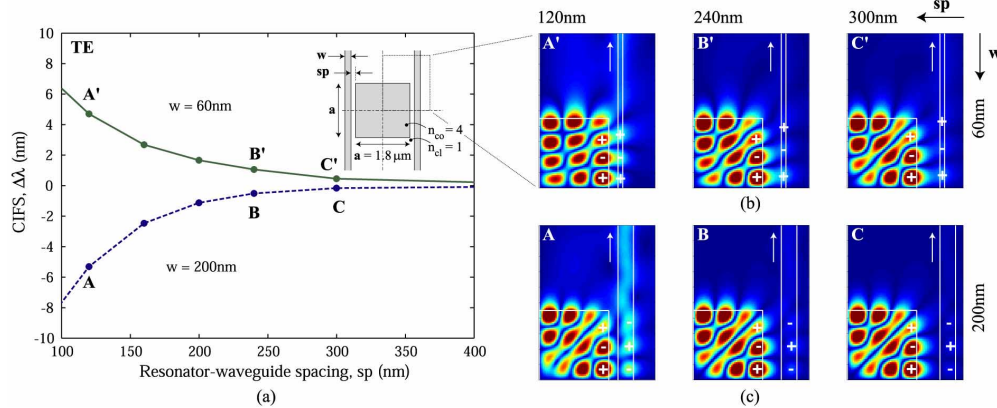 TE
w
sp
a
a = 1.8 μm
n_co = 4
n_cl = 1
w = 60nm
w = 200nm
A'
B'
C'
A
B
C
10
8
6
4
2
0
-2
-4
-6
-8
-10
CIFS, Δλ (nm)
100 150 200 250 300 350 400
Resonator-waveguide spacing, sp (nm)
(a)
120nm 240nm 300nm sp
w
A' B' C'
+ + + + +
- - -
+ + + + + +
60nm
(b)
A B C
- - -
+ + +
- + - + - +
+ - + - + -
200nm
(c)